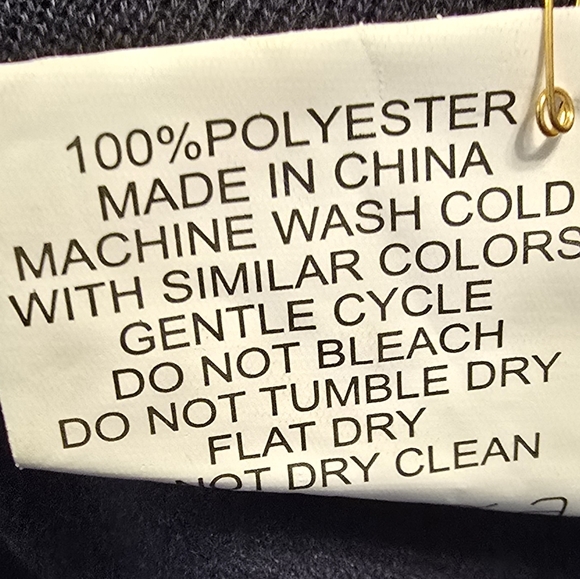 100%POLYESTER
MADE IN CHINA
MACHINE WASH COLD
WITH SIMILAR COLORS
GENTLE CYCLE
DO NOT BLEACH
DO NOT TUMBLE DRY
FLAT DRY
NOT DRY CLEAN